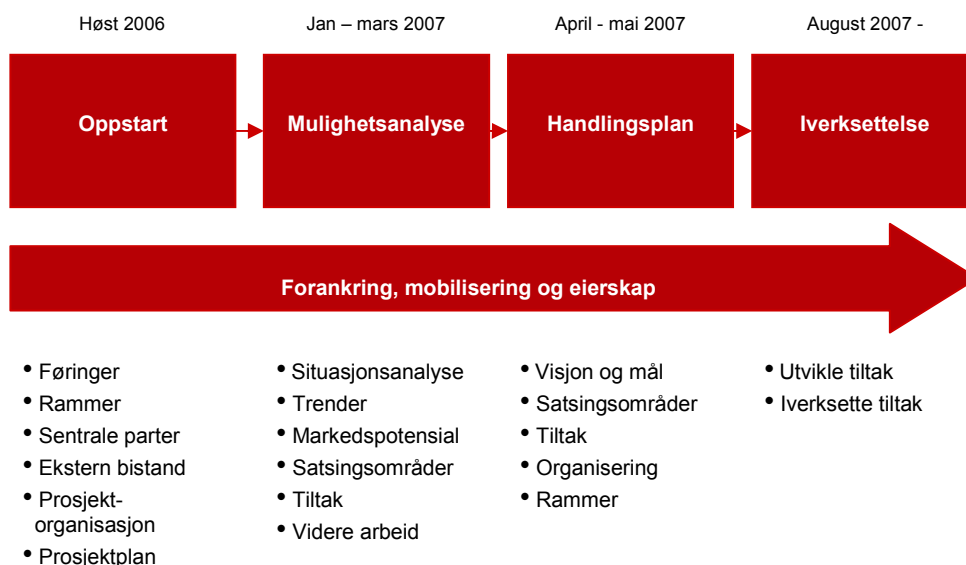 Høst 2006
Jan – mars 2007
April - mai 2007
August 2007 -
Oppstart
Mulighetsanalyse
Handlingsplan
Iverksettelse
Forankring, mobilisering og eierskap
• Føringer
• Rammer
• Sentrale parter
• Ekstern bistand
• Prosjekt-
organisasjon
• Prosjektplan
• Situasjonsanalyse
• Trender
• Markedspotensial
• Satsingsområder
• Tiltak
• Videre arbeid
• Visjon og mål
• Satsingsområder
• Tiltak
• Organisering
• Rammer
• Utvikle tiltak
• Iverksette tiltak